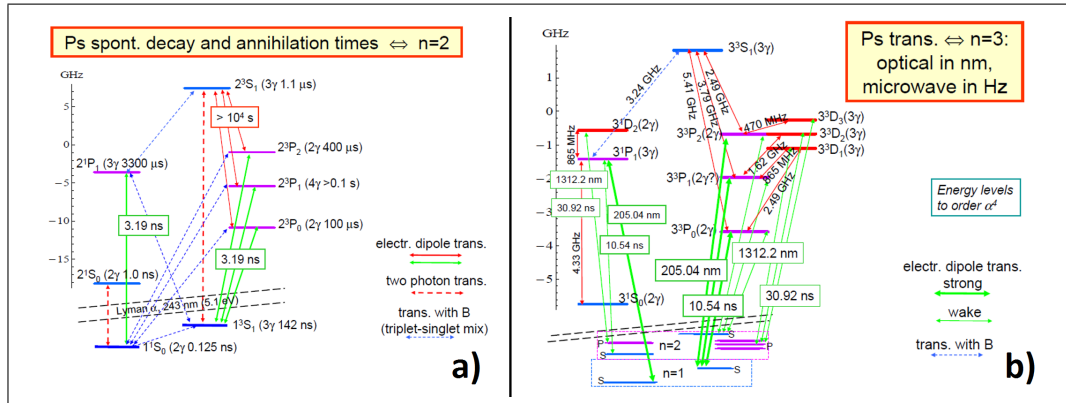 Ps spont. decay and annihilation times ⇔ n=2
GHz
5
0
−5
−10
−15
2³S₁ (3γ 1.1 μs)
> 10⁴ s
2³P₂ (2γ 400 μs)
2¹P₁ (3γ 3300 μs)
2³P₁ (4γ >0.1 s)
3.19 ns
2³P₀ (2γ 100 μs)
3.19 ns
2¹S₀ (2γ 1.0 ns)
Lyman α, 243 nm (5.1 eV)
1³S₁ (3γ 142 ns)
1¹S₀ (2γ 0.125 ns)
electr. dipole trans.
two photon trans.
trans. with B
(triplet-singlet mix)
a)
Ps trans. ⇔ n=3:
optical in nm,
microwave in Hz
GHz
1
0
−1
−2
−3
−4
−5
3³S₁(3γ)
3.24 GHz
5.41 GHz
3.79 GHz
2.49 GHz
470 MHz
3¹D₂(2γ)
3³D₃(3γ)
3³P₂(2γ)
3³D₂(3γ)
865 MHz
3¹P₁(3γ)
3³D₁(3γ)
1.62 GHz
865 MHz
1312.2 nm
3³P₁(2γ?)
30.92 ns
205.04 nm
2.49 GHz
3³P₀(2γ)
10.54 ns
1312.2 nm
4.33 GHz
205.04 nm
3¹S₀(2γ)
10.54 ns
30.92 ns
Energy levels
to order α⁴
electr. dipole trans.
strong
wake
trans. with B
S
P
n=2
P
S
n=1
S
S
b)